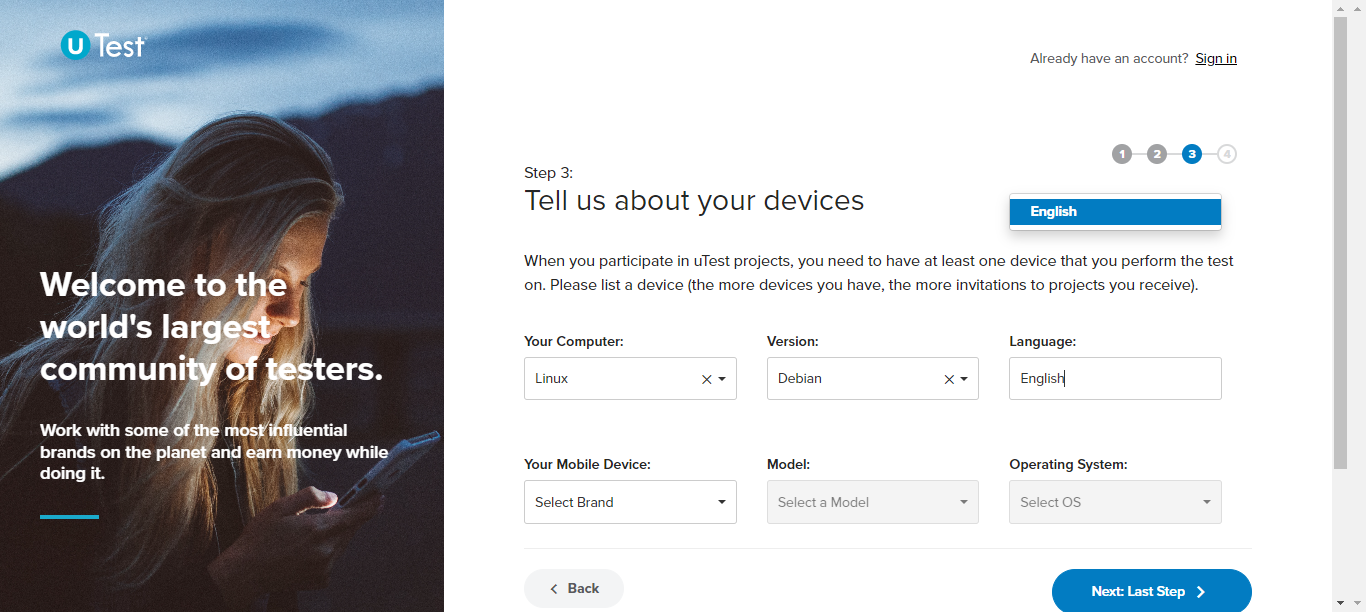 U Test
Already have an account? Sign in
1 2 3 4
Step 3:
Tell us about your devices
English
When you participate in uTest projects, you need to have at least one device that you perform the test
on. Please list a device (the more devices you have, the more invitations to projects you receive).
Welcome to the
world's largest
community of testers.
Work with some of the most influential
brands on the planet and earn money while
doing it.
Your Computer: Version: Language:
Linux Debian English
Your Mobile Device: Model: Operating System:
Select Brand Select a Model Select OS
Back Next: Last Step